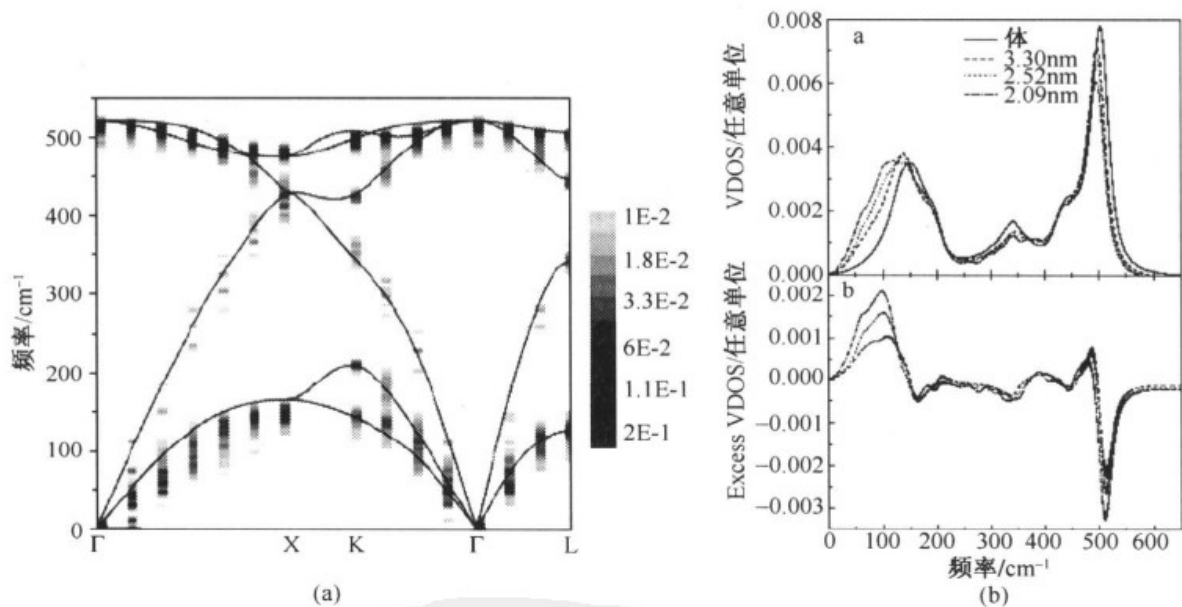 500
400
300
200
100
0
频率/cm⁻¹
Γ
X
K
Γ
L
1E-2
1.8E-2
3.3E-2
6E-2
1.1E-1
2E-1
(a)
a
体
3.30nm
2.52nm
2.09nm
0.008
0.006
0.004
0.002
0.000
VDOS/任意单位
b
0.002
0.001
0.000
−0.001
−0.002
−0.003
Excess VDOS/任意单位
0 100 200 300 400 500 600
频率/cm⁻¹
(b)